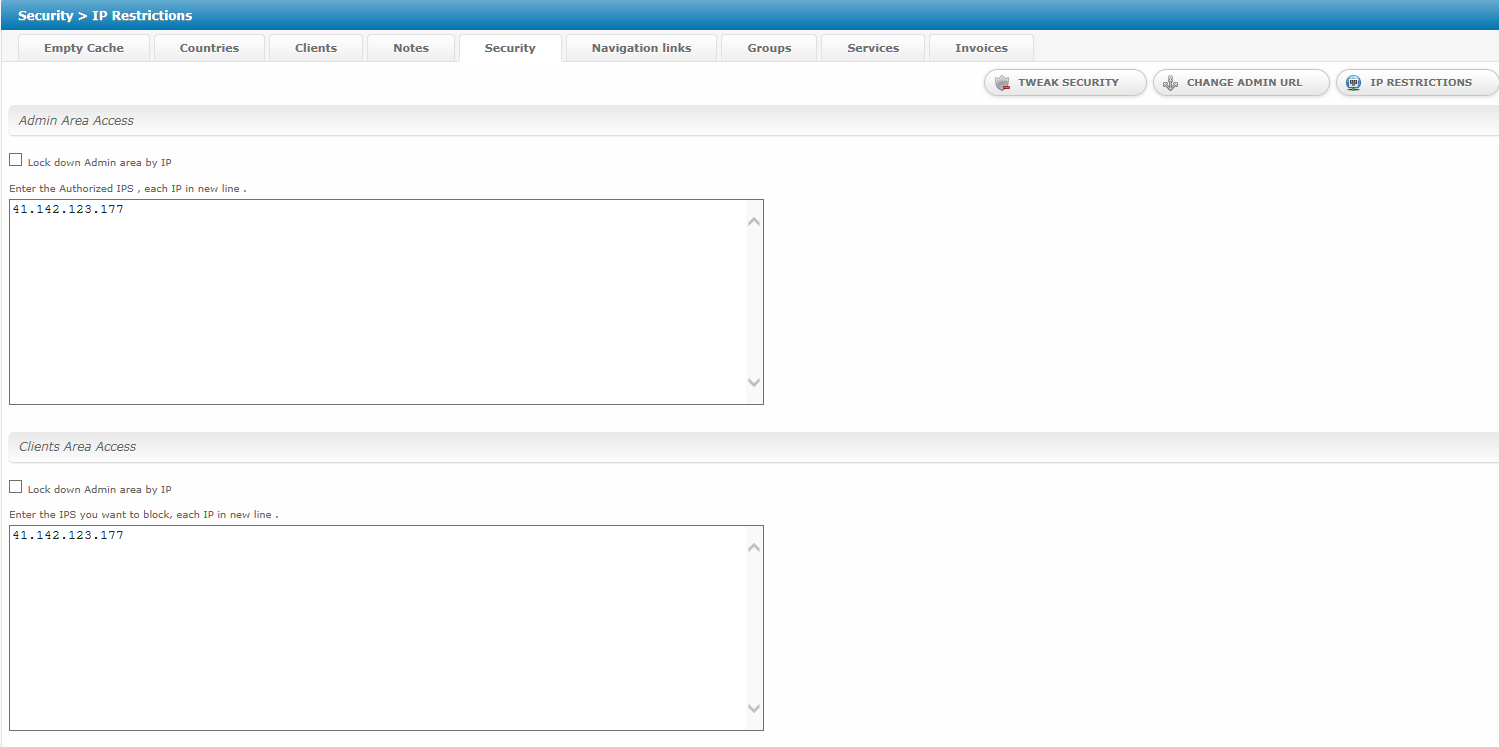 Security > IP Restrictions
Empty Cache Countries Clients Notes Security Navigation links Groups Services Invoices
TWEAK SECURITY CHANGE ADMIN URL IP RESTRICTIONS
Admin Area Access
Lock down Admin area by IP
Enter the Authorized IPS , each IP in new line .
41.142.123.177
Clients Area Access
Lock down Admin area by IP
Enter the IPS you want to block, each IP in new line .
41.142.123.177